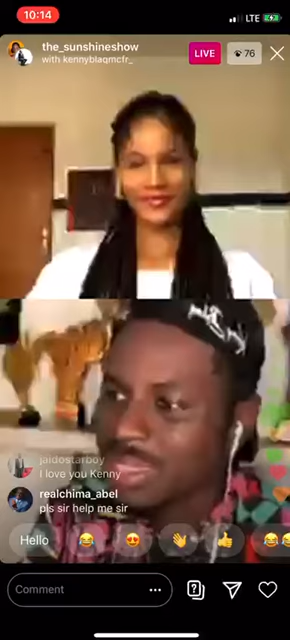 10:14
LTE
the_sunshineshow
with kennyblaqmcfr_
LIVE
76
jaidostarboy
I love you Kenny
realchima_abel
pls sir help me sir
Hello
Comment